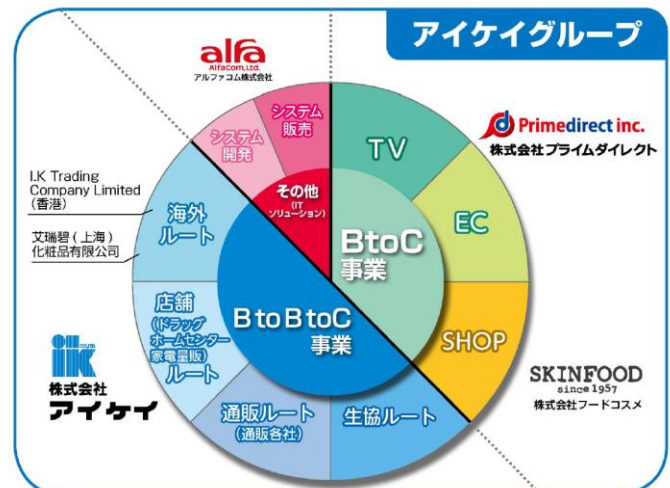 アイケイグループ
alfa
AlfaCom,Ltd.
アルファコム株式会社
システム
販売
システム
開発
その他
(IT
ソリューション)
TV
EC
SHOP
BtoC
事業
Primedirect inc.
株式会社プライムダイレクト
I.K Trading
Company Limited
(香港)
艾瑞碧(上海)
化粧品有限公司
海外
ルート
店舗
(ドラッグ
ホームセンター
家電量販)
ルート
BtoBtoC
事業
通販ルート
(通販各社)
生協ルート
ik
株式会社
アイケイ
SKINFOOD
since 1957
株式会社フードコスメ